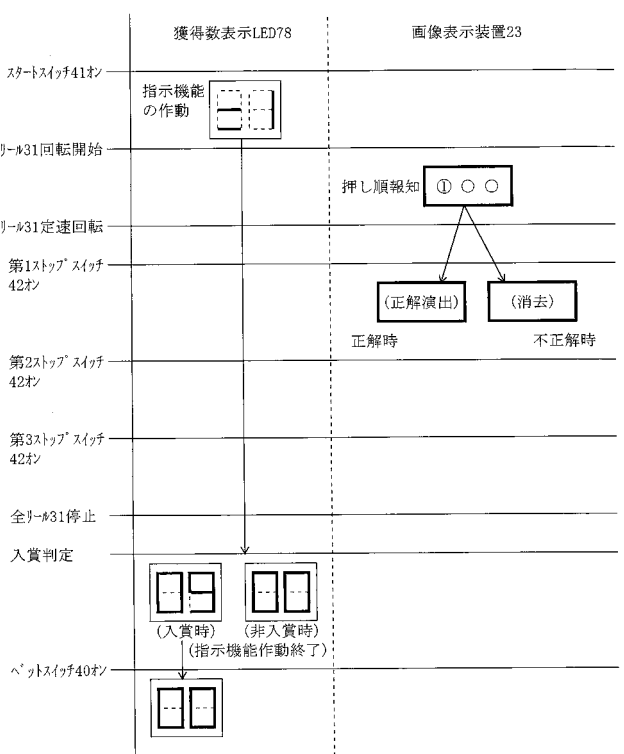 獲得数表示LED78
画像表示装置23
スタートスイッチ41オン
指示機能
の作動
リール31回転開始
押し順報知
① ○ ○
リール31定速回転
第1ストップスイッチ
42オン
(正解演出)
(消去)
正解時
不正解時
第2ストップスイッチ
42オン
第3ストップスイッチ
42オン
全リール31停止
入賞判定
09
00
(入賞時)
(非入賞時)
(指示機能作動終了)
ベットスイッチ40オン
00